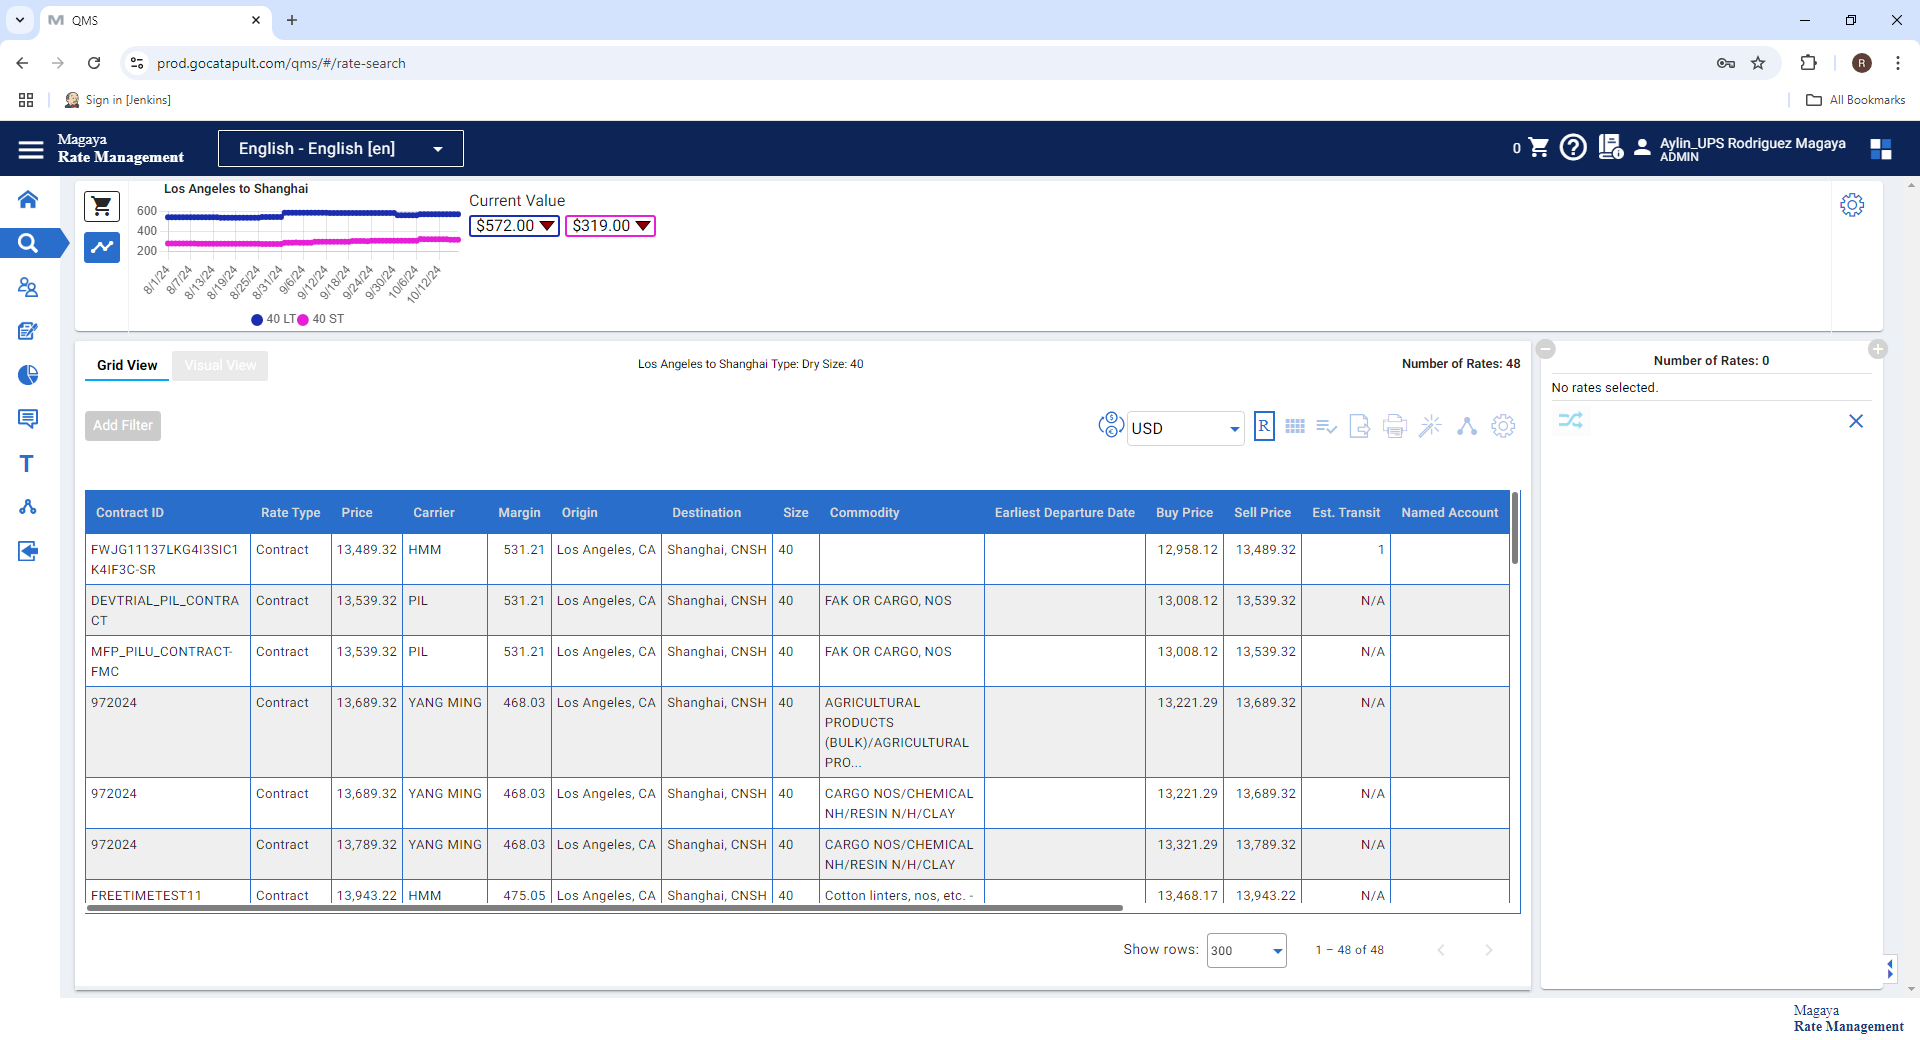 QMS
prod.gocatapult.com/qms/#/rate-search
R
Sign in [Jenkins]
All Bookmarks
Magaya
Rate Management
English - English [en]
0
Aylin_UPS Rodriguez Magaya
ADMIN
Los Angeles to Shanghai
600
400
200
8/1/24
8/7/24
8/13/24
8/19/24
8/25/24
8/31/24
9/6/24
9/12/24
9/18/24
9/24/24
9/30/24
10/6/24
10/12/24
40 LT 40 ST
Current Value
$572.00 $319.00
Grid View Visual View
Los Angeles to Shanghai Type: Dry Size: 40
Number of Rates: 48
Add Filter
USD
R
Contract ID Rate Type Price Carrier Margin Origin Destination Size Commodity Earliest Departure Date Buy Price Sell Price Est. Transit Named Account
FWJG11137LKG4I3SIC1 Contract 13,489.32 HMM 531.21 Los Angeles, CA Shanghai, CNSH 40 12,958.12 13,489.32 1
K4IF3C-SR
DEVTRIAL_PIL_CONTRA Contract 13,539.32 PIL 531.21 Los Angeles, CA Shanghai, CNSH 40 FAK OR CARGO, NOS 13,008.12 13,539.32 N/A
CT
MFP_PILU_CONTRACT- Contract 13,539.32 PIL 531.21 Los Angeles, CA Shanghai, CNSH 40 FAK OR CARGO, NOS 13,008.12 13,539.32 N/A
FMC
972024 Contract 13,689.32 YANG MING 468.03 Los Angeles, CA Shanghai, CNSH 40 AGRICULTURAL 13,221.29 13,689.32 N/A
PRODUCTS
(BULK)/AGRICULTURAL
PRO...
972024 Contract 13,689.32 YANG MING 468.03 Los Angeles, CA Shanghai, CNSH 40 CARGO NOS/CHEMICAL 13,221.29 13,689.32 N/A
NH/RESIN N/H/CLAY
972024 Contract 13,789.32 YANG MING 468.03 Los Angeles, CA Shanghai, CNSH 40 CARGO NOS/CHEMICAL 13,321.29 13,789.32 N/A
NH/RESIN N/H/CLAY
FREETIMETEST11 Contract 13,943.22 HMM 475.05 Los Angeles, CA Shanghai, CNSH 40 Cotton linters, nos, etc. - 13,468.17 13,943.22 N/A
Show rows: 300 1 – 48 of 48
Number of Rates: 0
No rates selected.
Magaya
Rate Management